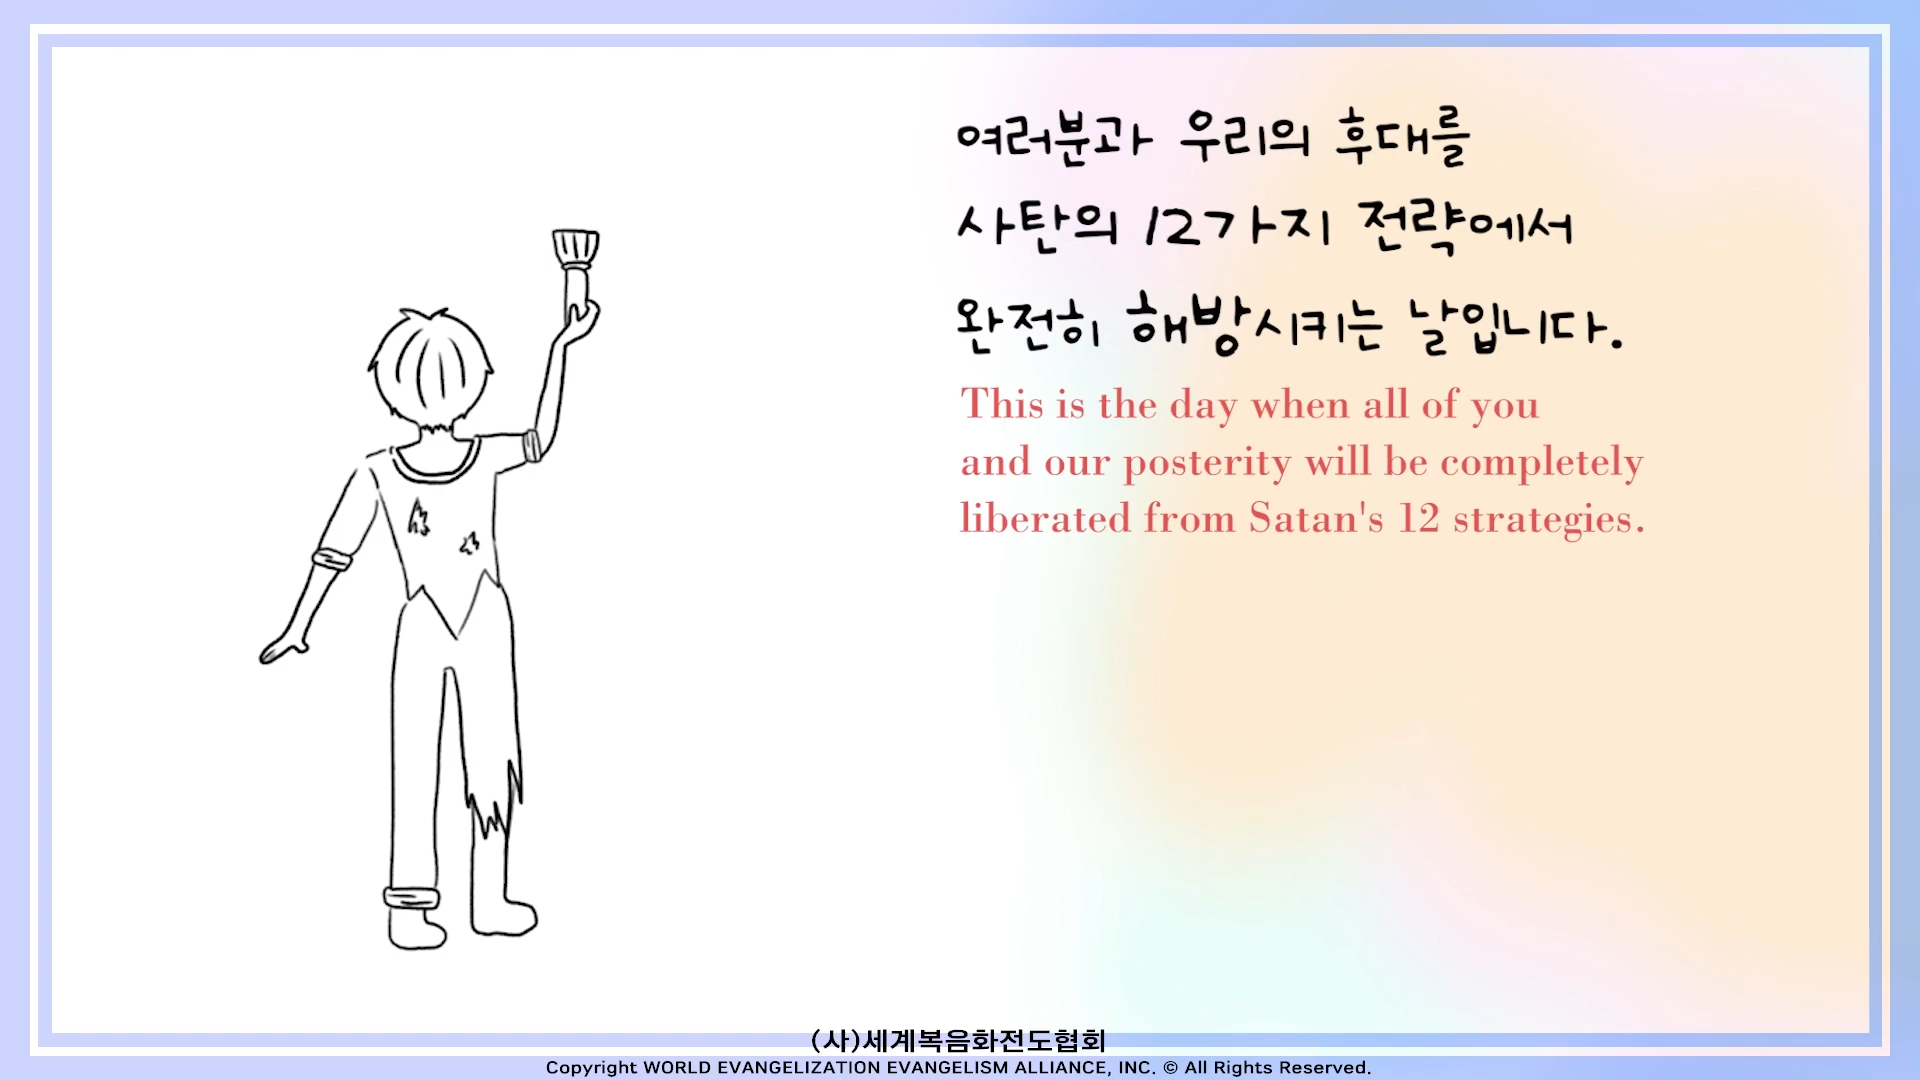 여러분과 우리의 후대를
사탄의 12가지 전략에서
완전히 해방시키는 날입니다.
This is the day when all of you
and our posterity will be completely
liberated from Satan's 12 strategies.
(사)세계복음화전도협회
Copyright WORLD EVANGELIZATION EVANGELISM ALLIANCE, INC. © All Rights Reserved.